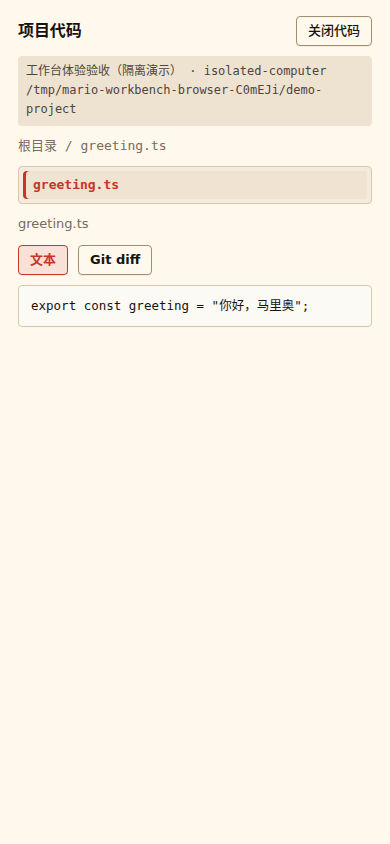 项目代码
关闭代码
工作台体验验收（隔离演示） · isolated-computer
/tmp/mario-workbench-browser-C0mEJi/demo-
project
根目录 / greeting.ts
greeting.ts
greeting.ts
文本
Git diff
export const greeting = "你好，马里奥";